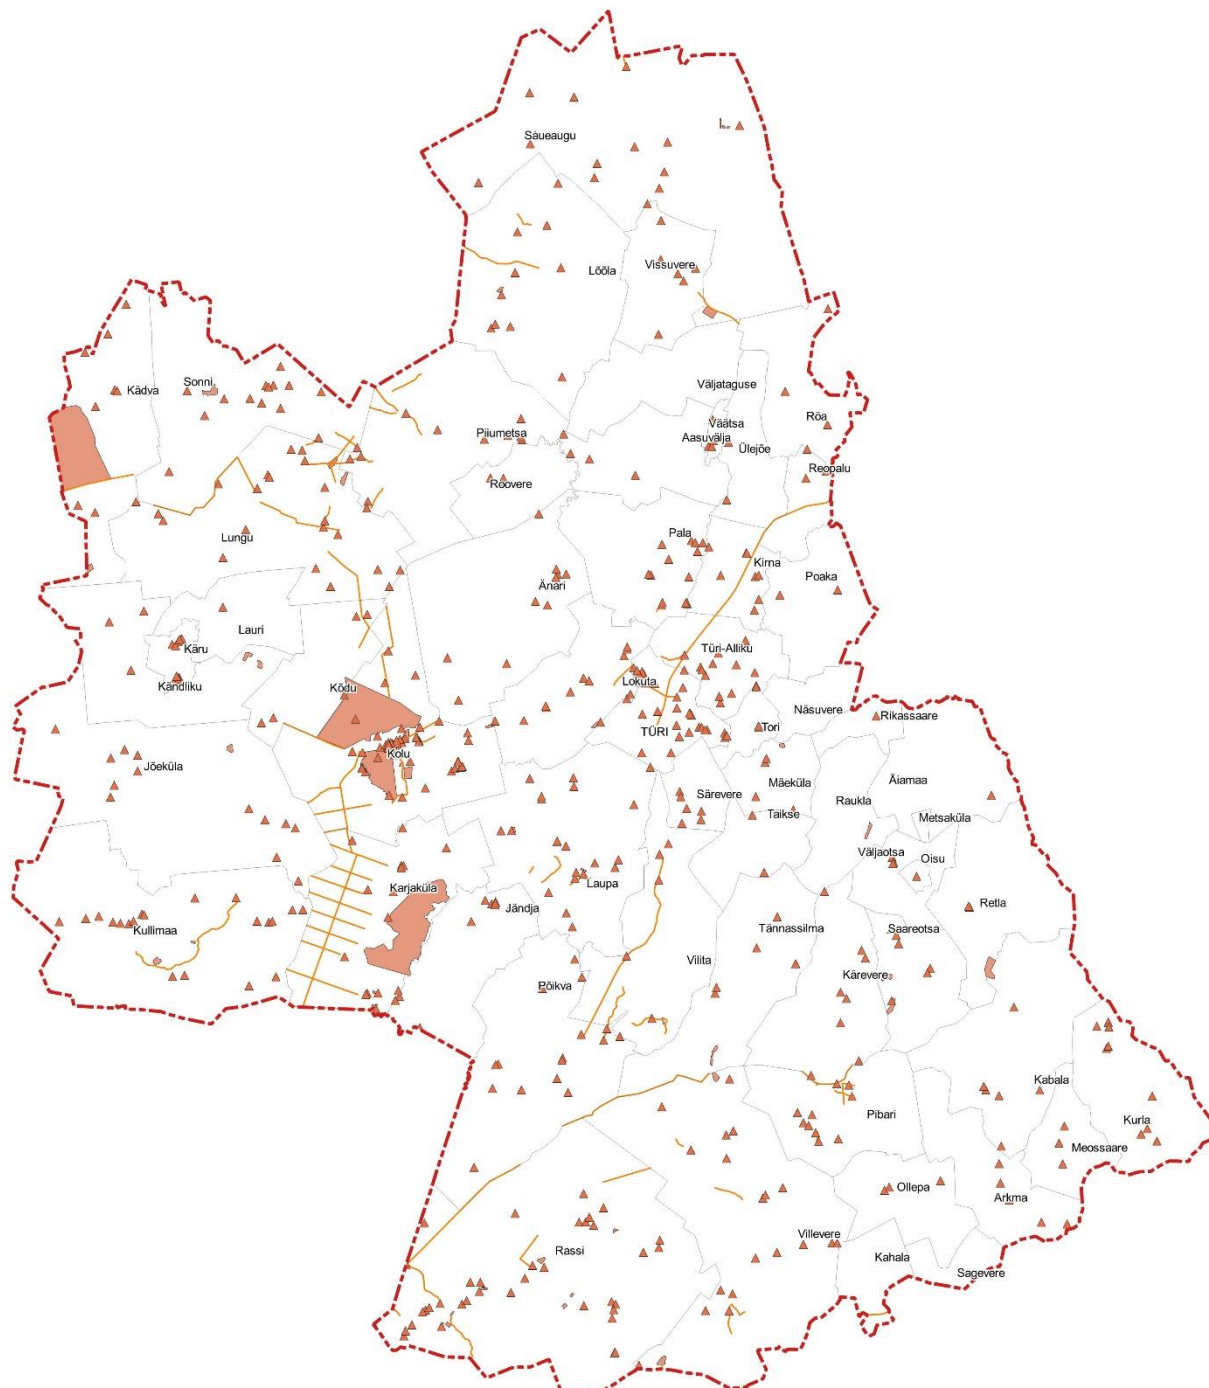 Saueaugu
Lõõla
Vissuvere
Kädva
Sonni
Väljataguse
Röa
Väätsa
Piiumetsa
Aasuvälja
Ülejõe
Reopalu
Roovere
Lungu
Pala
Kirna
Poaka
Änari
Lauri
Käru
Türi-Alliku
Kändliku
Lokuta
Kõdu
Näsuvere
Rikassaare
TÜRI
Tori
Kolu
Jõeküla
Äiamaa
Särevere
Mäeküla
Raukla
Taikse
Metsaküla
Väljaotsa
Oisu
Karjaküla
Laupa
Jändja
Retla
Kullimaa
Tännassilma
Saareotsa
Vilita
Kärevere
Põikva
Kabala
Pibari
Kurla
Meossaare
Ollepa
Arkma
Villevere
Rassi
Kahala
Sagevere